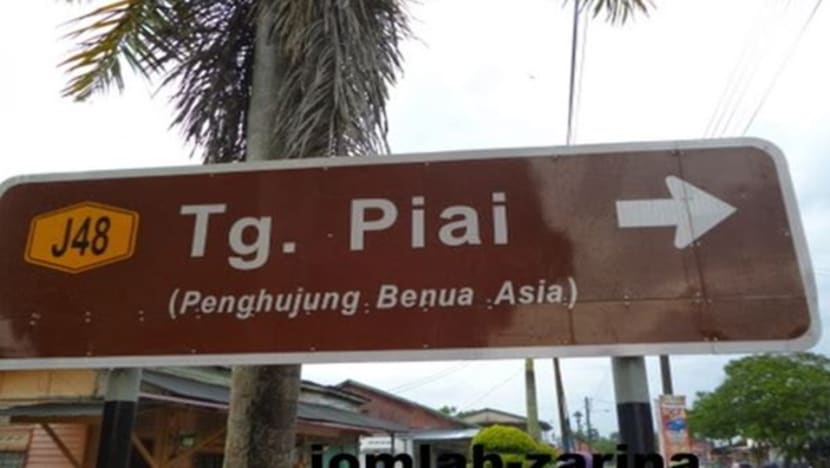 J48
Tg. Piai
(Penghujung Benua Asia)
jomlah-zarina